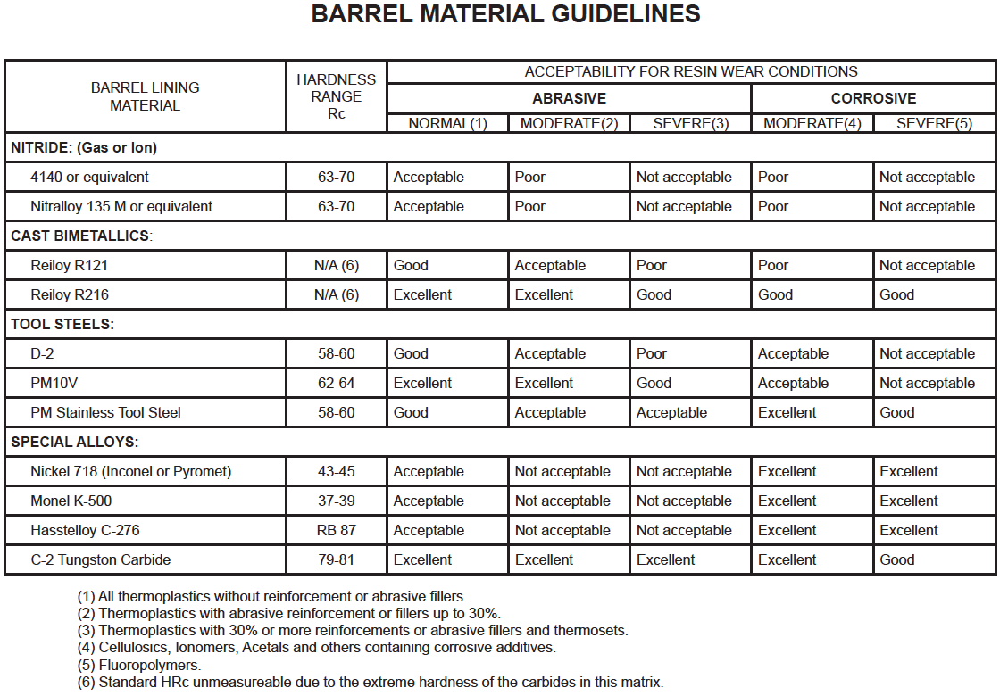 BARREL MATERIAL GUIDELINES
BARREL LINING MATERIAL HARDNESS RANGE Rc ACCEPTABILITY FOR RESIN WEAR CONDITIONS
ABRASIVE CORROSIVE
NORMAL(1) MODERATE(2) SEVERE(3) MODERATE(4) SEVERE(5)
NITRIDE: (Gas or Ion)
4140 or equivalent 63-70 Acceptable Poor Not acceptable Poor Not acceptable
Nitralloy 135 M or equivalent 63-70 Acceptable Poor Not acceptable Poor Not acceptable
CAST BIMETALLICS:
Reiloy R121 N/A (6) Good Acceptable Poor Poor Not acceptable
Reiloy R216 N/A (6) Excellent Excellent Good Good Good
TOOL STEELS:
D-2 58-60 Good Acceptable Poor Acceptable Not acceptable
PM10V 62-64 Excellent Excellent Good Acceptable Not acceptable
PM Stainless Tool Steel 58-60 Good Acceptable Acceptable Excellent Good
SPECIAL ALLOYS:
Nickel 718 (Inconel or Pyromet) 43-45 Acceptable Not acceptable Not acceptable Excellent Excellent
Monel K-500 37-39 Acceptable Not acceptable Not acceptable Excellent Excellent
Hasstelloy C-276 RB 87 Acceptable Not acceptable Not acceptable Excellent Excellent
C-2 Tungston Carbide 79-81 Excellent Excellent Excellent Excellent Good
(1) All thermoplastics without reinforcement or abrasive fillers.
(2) Thermoplastics with abrasive reinforcement or fillers up to 30%.
(3) Thermoplastics with 30% or more reinforcements or abrasive fillers and thermosets.
(4) Cellulosics, Ionomers, Acetals and others containing corrosive additives.
(5) Fluoropolymers.
(6) Standard HRc unmeasureable due to the extreme hardness of the carbides in this matrix.